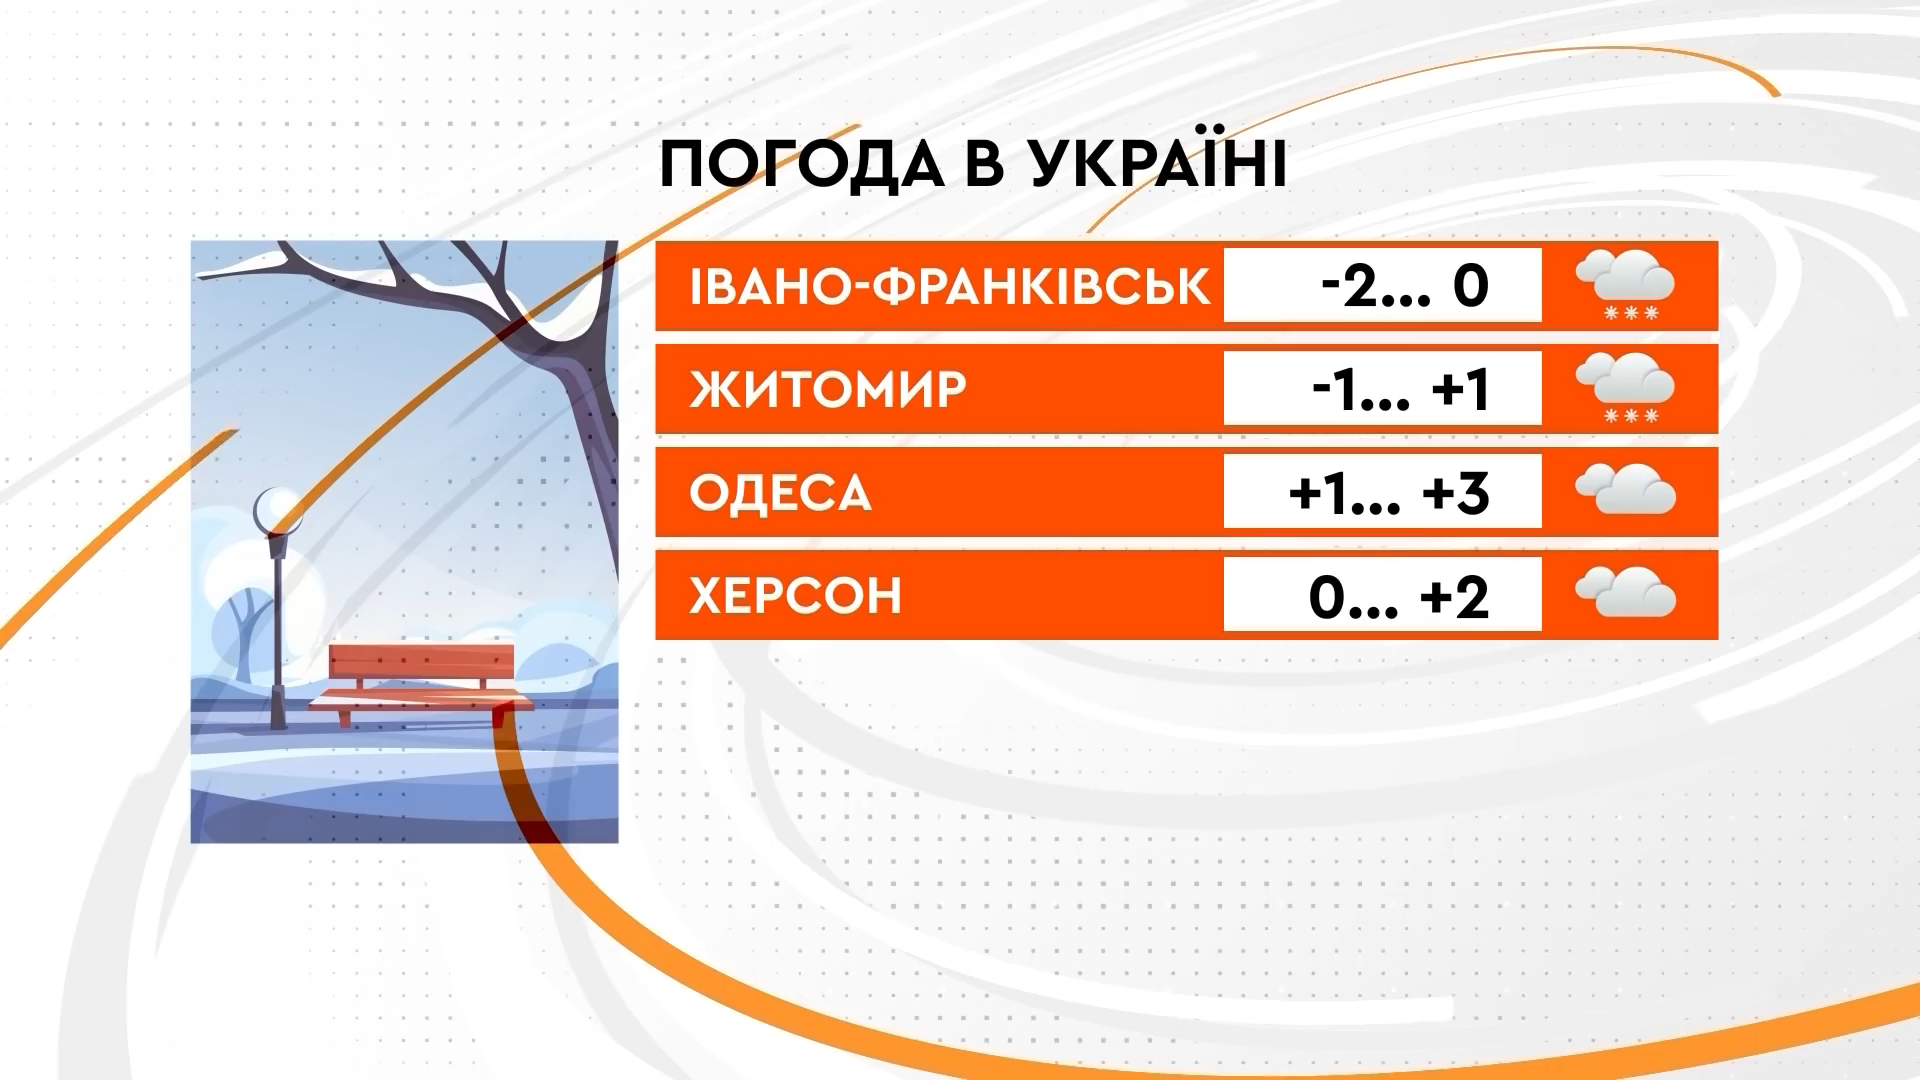 ПОГОДА В УКРАЇНІ
ІВАНО-ФРАНКІВСЬК -2... 0
ЖИТОМИР -1... +1
ОДЕСА +1... +3
ХЕРСОН 0... +2